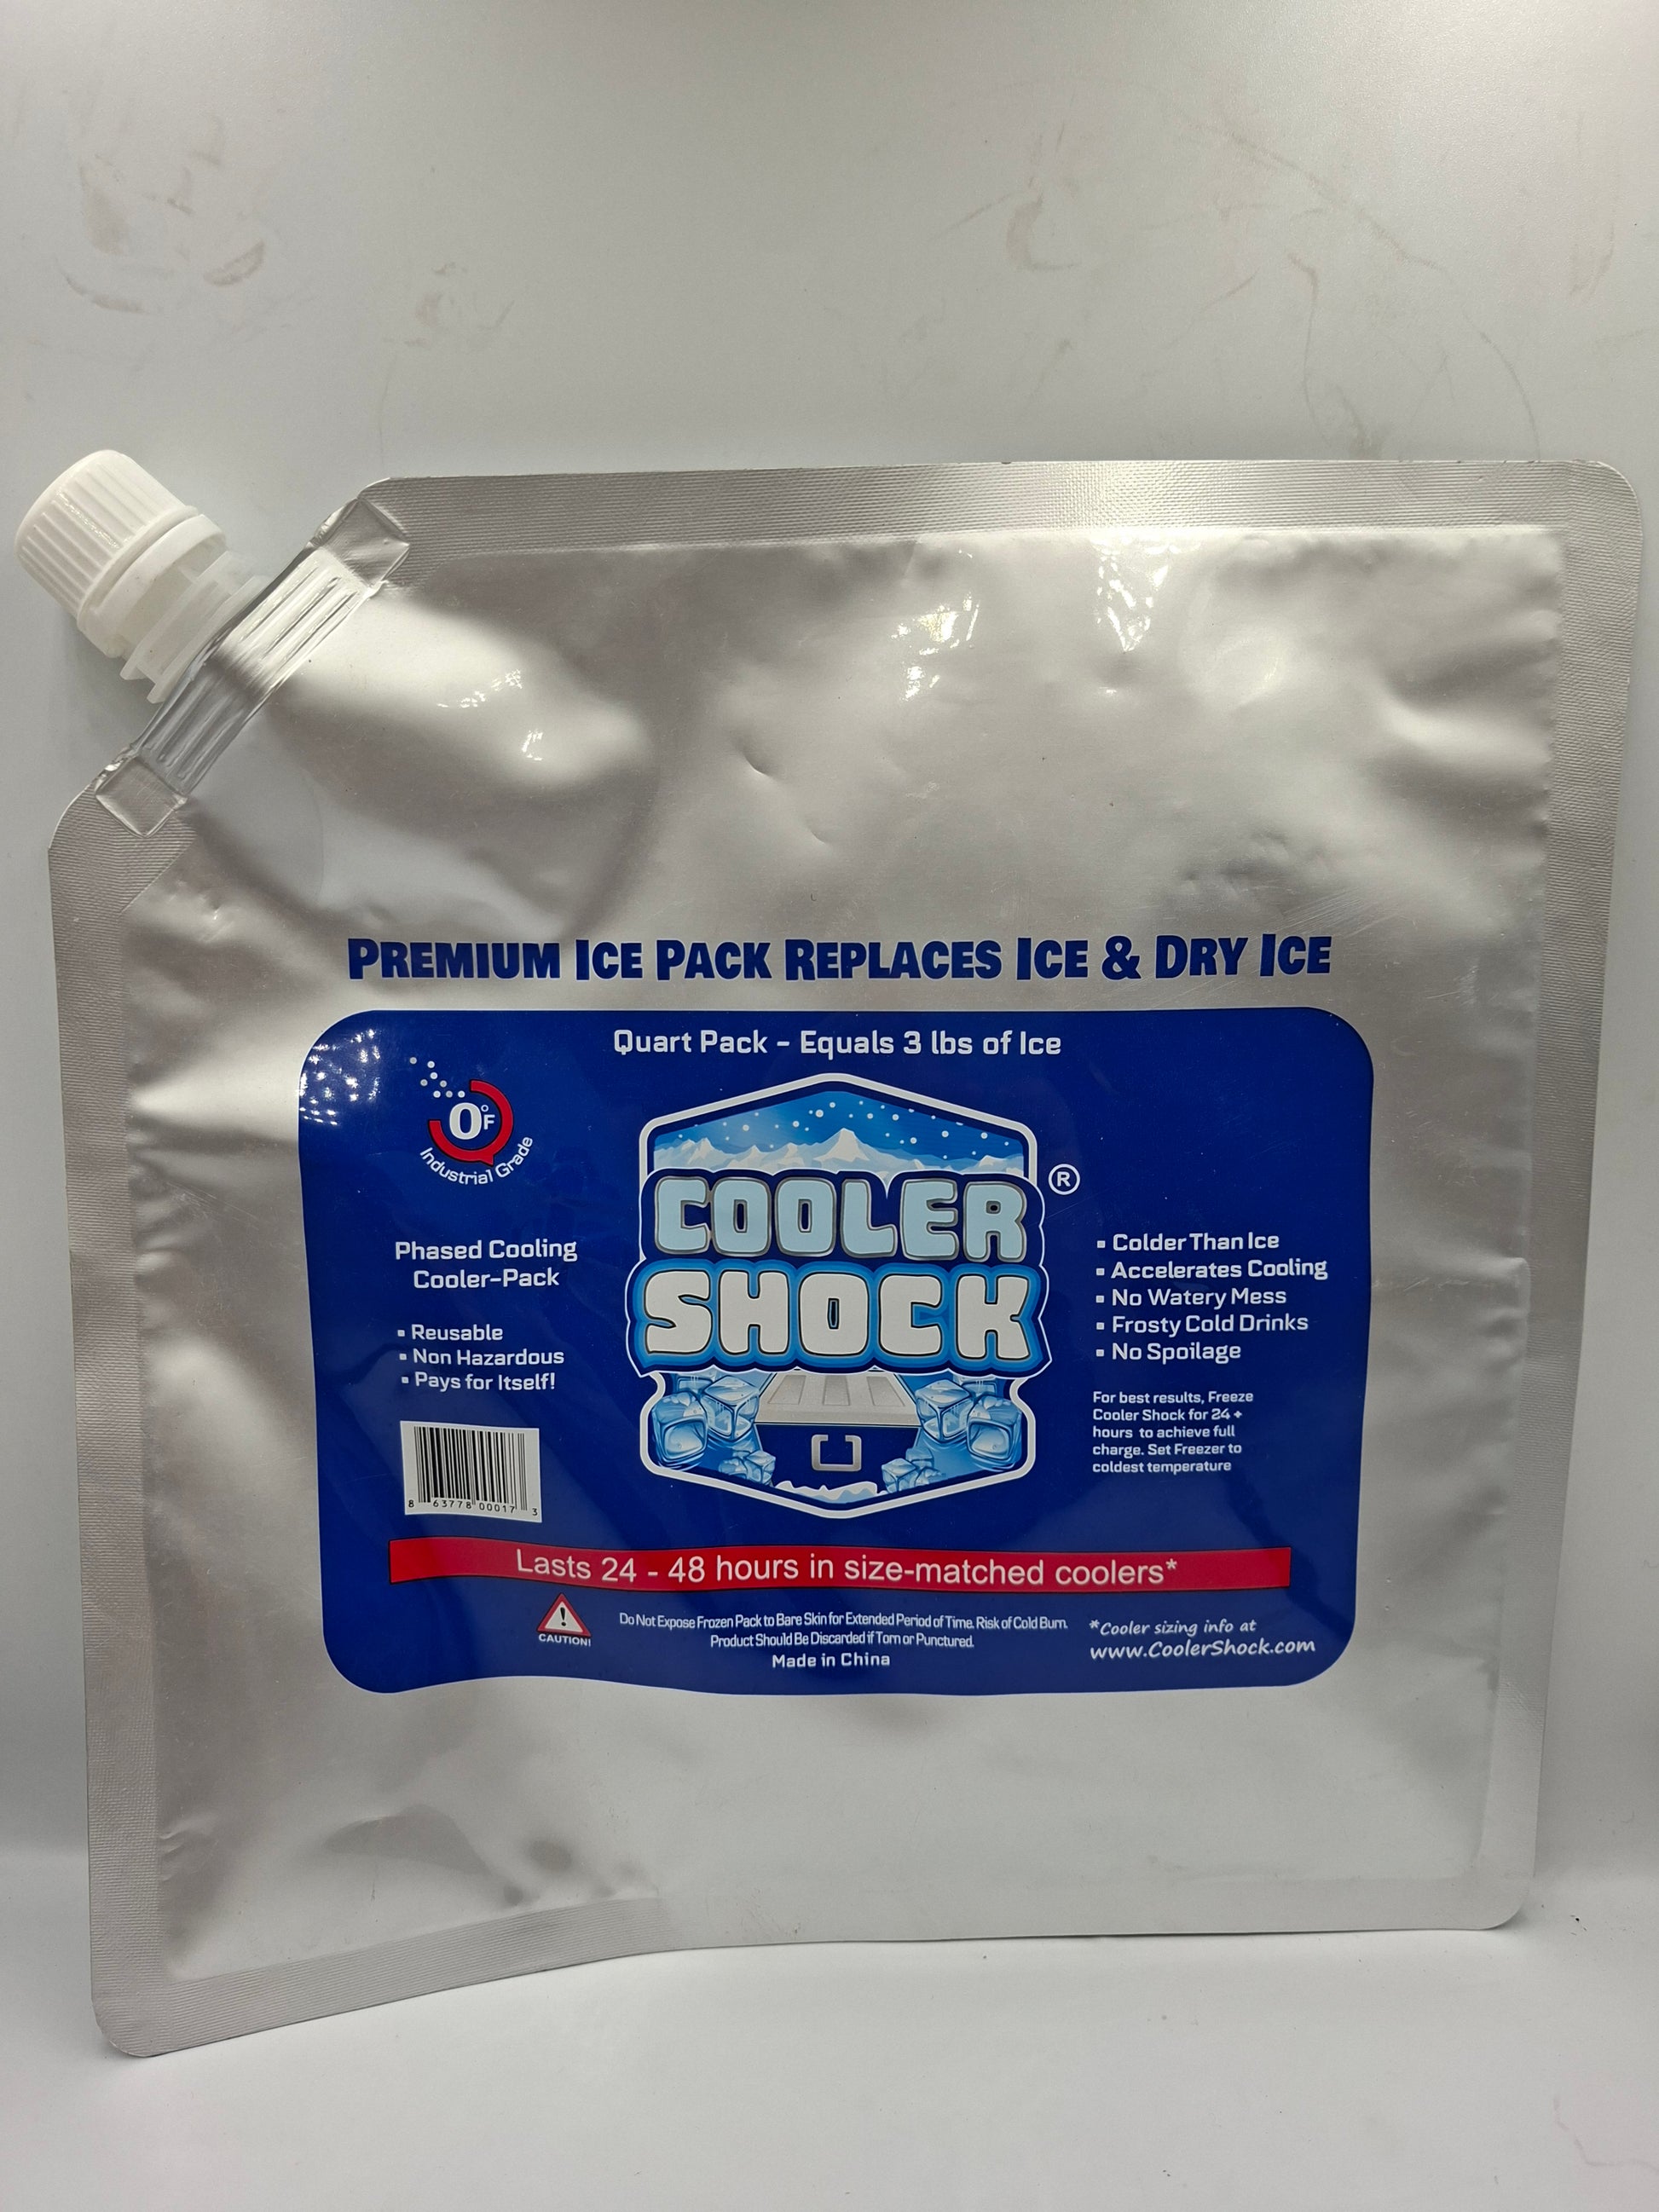 PREMIUM ICE PACK REPLACES ICE & DRY ICE
Quart Pack - Equals 3 lbs of Ice
0°F
Industrial Grade
Phased Cooling
Cooler-Pack
▪ Reusable
▪ Non Hazardous
▪ Pays for Itself!
8 63778 00017 3
COOLER
SHOCK
®
▪ Colder Than Ice
▪ Accelerates Cooling
▪ No Watery Mess
▪ Frosty Cold Drinks
▪ No Spoilage
For best results, Freeze
Cooler Shock for 24 +
hours to achieve full
charge. Set Freezer to
coldest temperature
Lasts 24 - 48 hours in size-matched coolers*
CAUTION!
Do Not Expose Frozen Pack to Bare Skin for Extended Period of Time. Risk of Cold Burn.
Product Should Be Discarded if Torn or Punctured.
Made in China
*Cooler sizing info at
www.CoolerShock.com